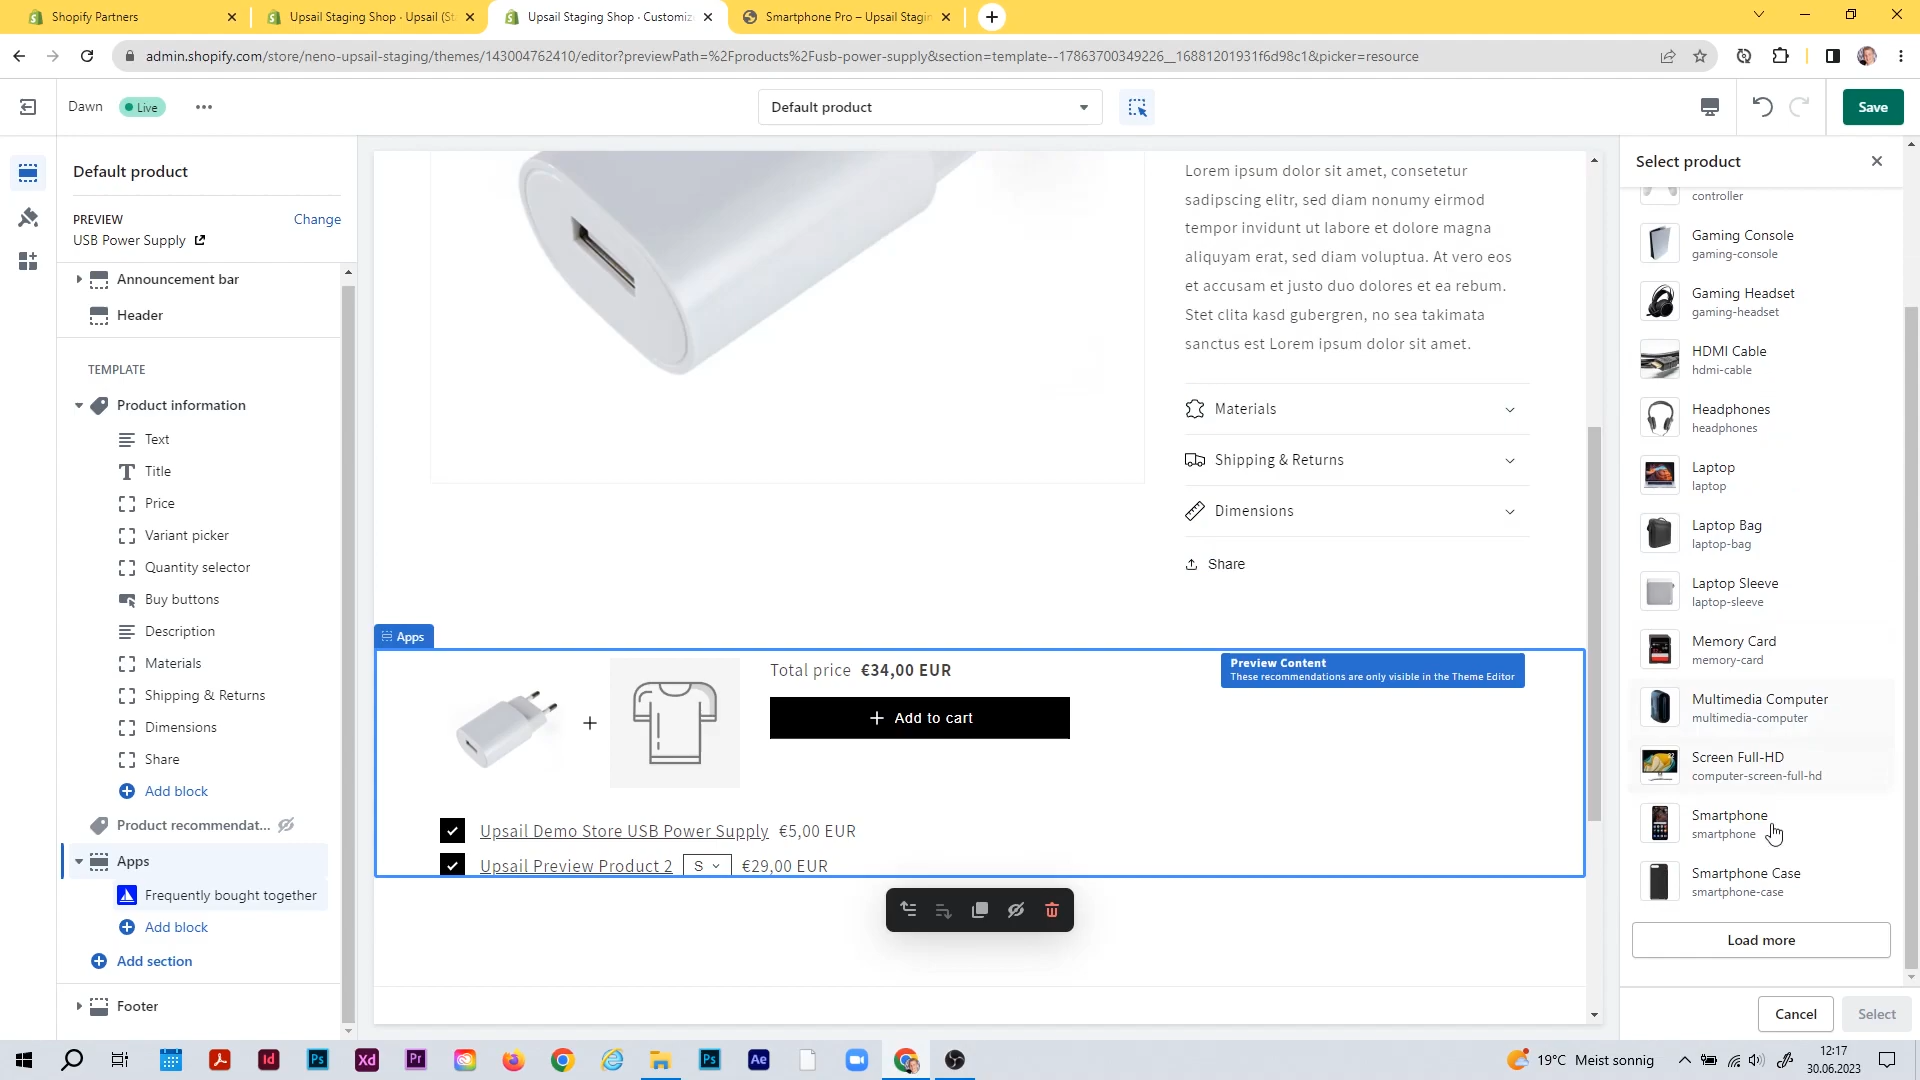 Shopify Partners
Upsail Staging Shop · Upsail (St
Upsail Staging Shop · Customiz
Smartphone Pro – Upsail Stagin
admin.shopify.com/store/neno-upsail-staging/themes/143004762410/editor?previewPath=%2Fproducts%2Fusb-power-supply&section=template--17863700349226__16881201931f6d98c1&picker=resource
Dawn
Live
Default product
Save
Default product
PREVIEW
Change
USB Power Supply
Announcement bar
Header
TEMPLATE
Product information
Text
Title
Price
Variant picker
Quantity selector
Buy buttons
Description
Materials
Shipping & Returns
Dimensions
Share
Add block
Product recommendat...
Apps
Frequently bought together
Add block
Add section
Footer
Lorem ipsum dolor sit amet, consetetur
sadipscing elitr, sed diam nonumy eirmod
tempor invidunt ut labore et dolore magna
aliquyam erat, sed diam voluptua. At vero eos
et accusam et justo duo dolores et ea rebum.
Stet clita kasd gubergren, no sea takimata
sanctus est Lorem ipsum dolor sit amet.
Materials
Shipping & Returns
Dimensions
Share
Apps
Total price €34,00 EUR
Add to cart
Preview Content
These recommendations are only visible in the Theme Editor
Upsail Demo Store USB Power Supply €5,00 EUR
Upsail Preview Product 2 S €29,00 EUR
Select product
controller
Gaming Console
gaming-console
Gaming Headset
gaming-headset
HDMI Cable
hdmi-cable
Headphones
headphones
Laptop
laptop
Laptop Bag
laptop-bag
Laptop Sleeve
laptop-sleeve
Memory Card
memory-card
Multimedia Computer
multimedia-computer
Screen Full-HD
computer-screen-full-hd
Smartphone
smartphone
Smartphone Case
smartphone-case
Load more
Cancel
Select
Id
Ps
Xd
Pr
Ps
Ae
19°C Meist sonnig
12:17
30.06.2023